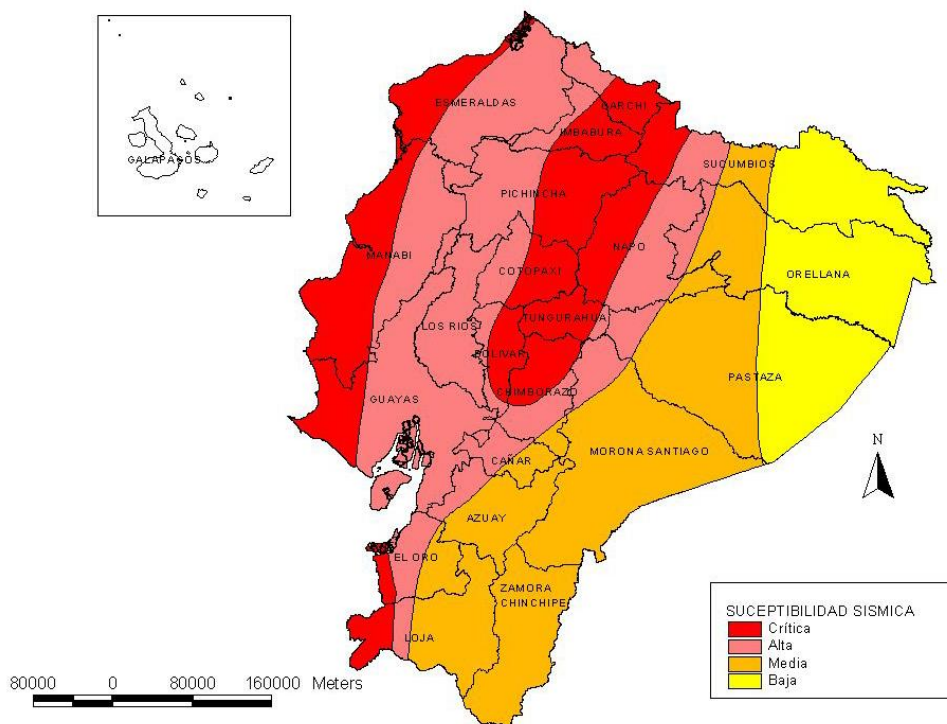 ESMERALDAS
CARCHI
IMBABURA
GALAPAGOS
SUCUMBIOS
PICHINCHA
NAPO
MANABI
COTOPAXI
ORELLANA
TUNGURAHUA
LOS RIOS
BOLIVAR
PASTAZA
CHIMBORAZO
GUAYAS
MORONA SANTIAGO
CAÑAR
N
AZUAY
EL ORO
ZAMORA
CHINCHIPE
LOJA
SUCEPTIBILIDAD SISMICA
Crítica
Alta
Media
Baja
80000 0 80000 160000 Meters